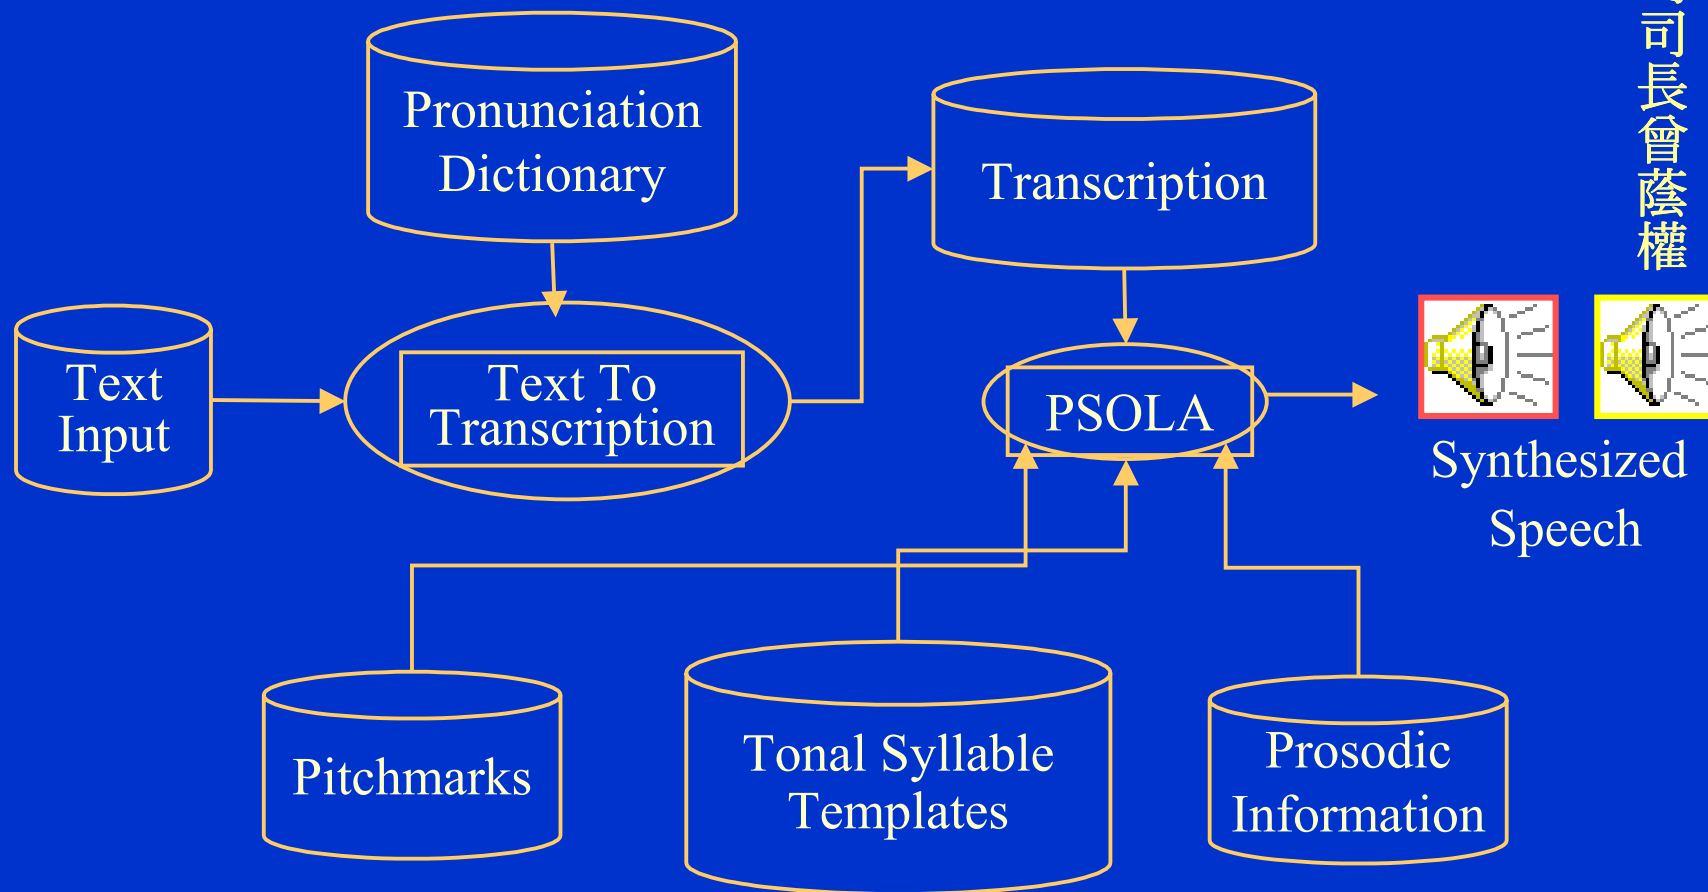 Pronunciation
Dictionary
Transcription
司長曾蔭權
Text
Input
Text To
Transcription
PSOLA
Synthesized
Speech
Pitchmarks
Tonal Syllable
Templates
Prosodic
Information